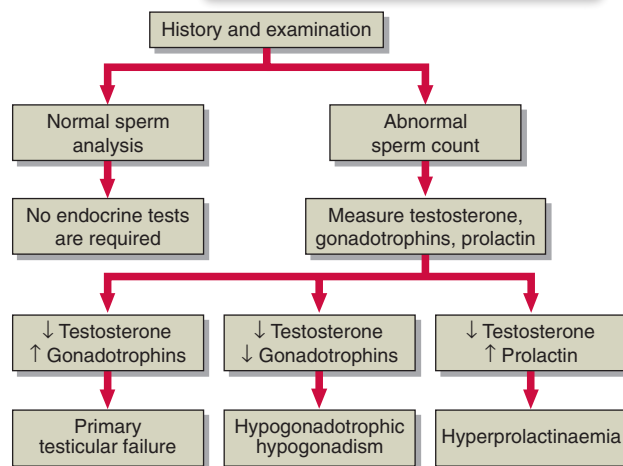 History and examination
Normal sperm
analysis
Abnormal
sperm count
No endocrine tests
are required
Measure testosterone,
gonadotrophins, prolactin
↓ Testosterone
↑ Gonadotrophins
↓ Testosterone
↓ Gonadotrophins
↓ Testosterone
↑ Prolactin
Primary
testicular failure
Hypogonadotrophic
hypogonadism
Hyperprolactinaemia